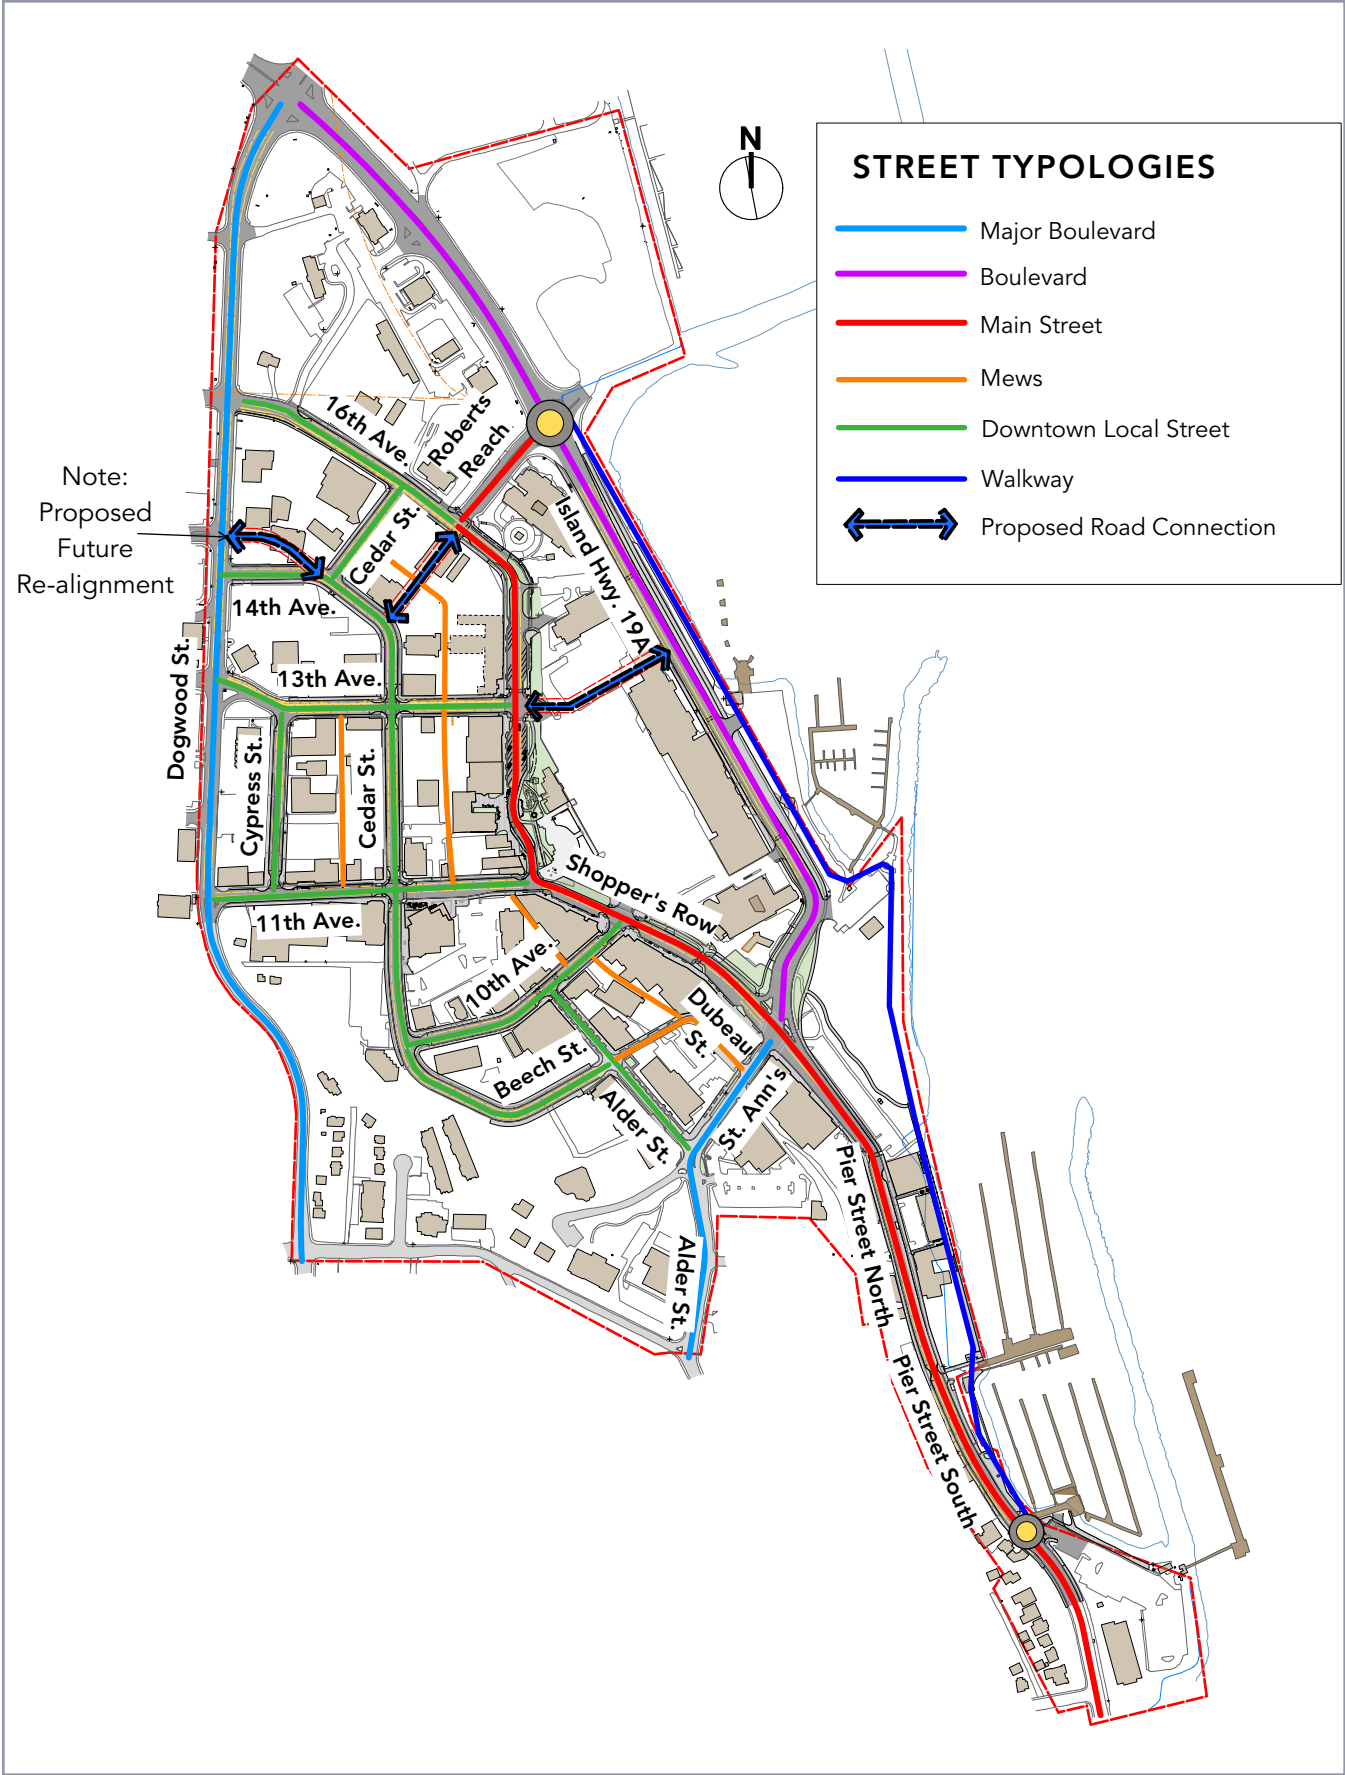 N
STREET TYPOLOGIES
Major Boulevard
Boulevard
Main Street
Mews
Downtown Local Street
Walkway
Proposed Road Connection
16th Ave.
Roberts
Reach
Note:
Proposed
Future
Re-alignment
Cedar St.
Island Hwy. 19A
14th Ave.
Dogwood St.
13th Ave.
Cypress St.
Cedar St.
Shopper's Row
11th Ave.
10th Ave.
Dubeau
St.
Beech St.
Alder St.
St. Ann's
Pier Street North
Alder St.
Pier Street South